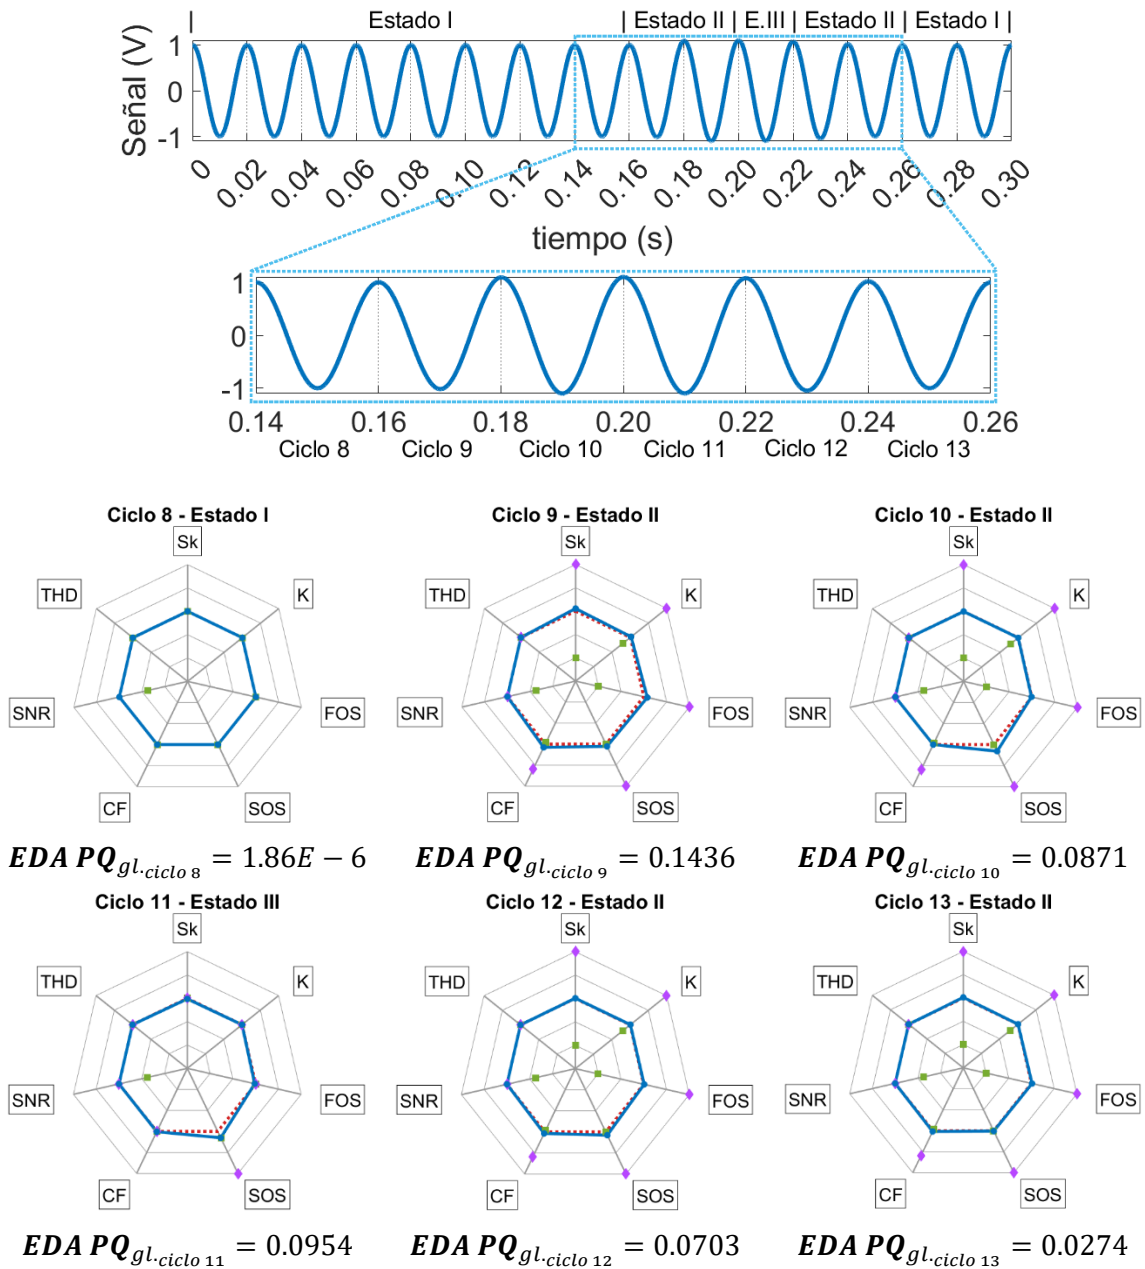 | Estado I | Estado II | E.III | Estado II | Estado I |
Señal (V)
1
0
-1
0 0.02 0.04 0.06 0.08 0.10 0.12 0.14 0.16 0.18 0.20 0.22 0.24 0.26 0.28 0.30
tiempo (s)
1
0
-1
0.14 0.16 0.18 0.20 0.22 0.24 0.26
Ciclo 8 Ciclo 9 Ciclo 10 Ciclo 11 Ciclo 12 Ciclo 13
Ciclo 8 - Estado I
Sk
THD K
SNR FOS
CF SOS
EDA PQgl.ciclo 8 = 1.86E − 6
Ciclo 9 - Estado II
Sk
THD K
SNR FOS
CF SOS
EDA PQgl.ciclo 9 = 0.1436
Ciclo 10 - Estado II
Sk
THD K
SNR FOS
CF SOS
EDA PQgl.ciclo 10 = 0.0871
Ciclo 11 - Estado III
Sk
THD K
SNR FOS
CF SOS
EDA PQgl.ciclo 11 = 0.0954
Ciclo 12 - Estado II
Sk
THD K
SNR FOS
CF SOS
EDA PQgl.ciclo 12 = 0.0703
Ciclo 13 - Estado II
Sk
THD K
SNR FOS
CF SOS
EDA PQgl.ciclo 13 = 0.0274